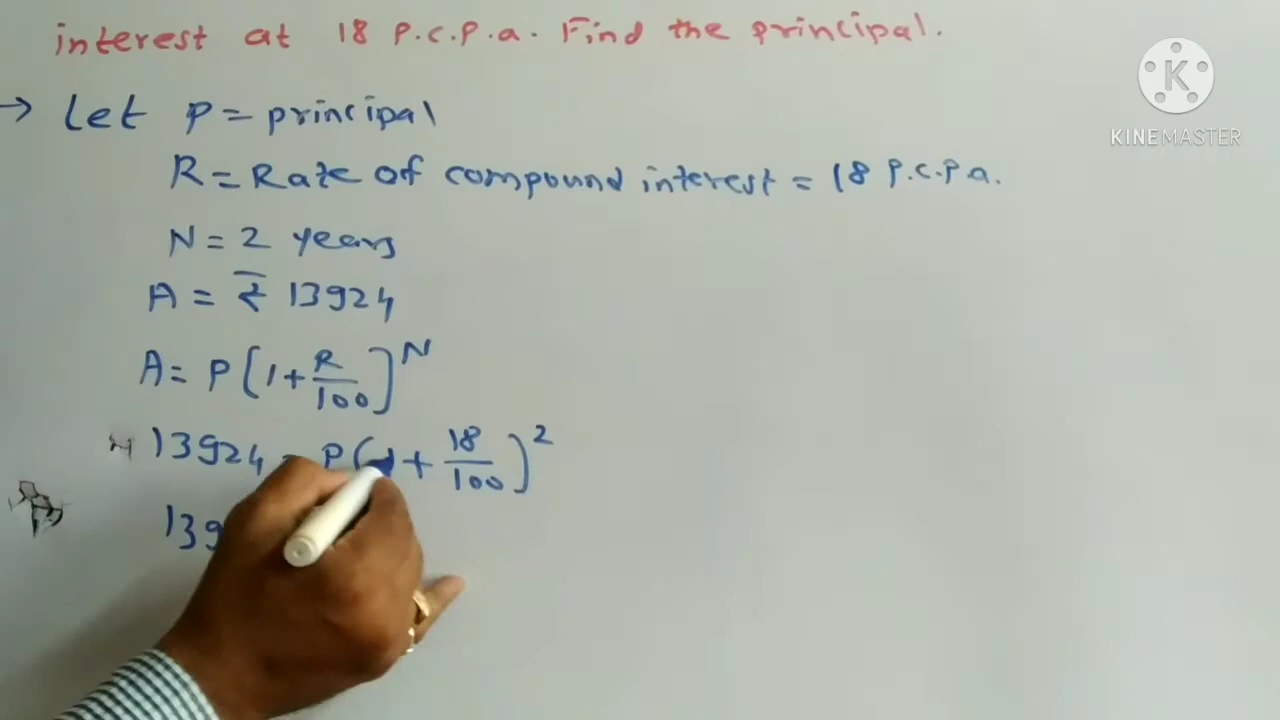 interest at 18 P.C.P.a. Find the principal.
→ Let P = principal
R = Rate of compound interest = 18 P.C.P.a.
N = 2 years
A = ₹ 13924
A = P[1+R/100]^N
13924 = P(1+18/100)^2
139
KINEMASTER